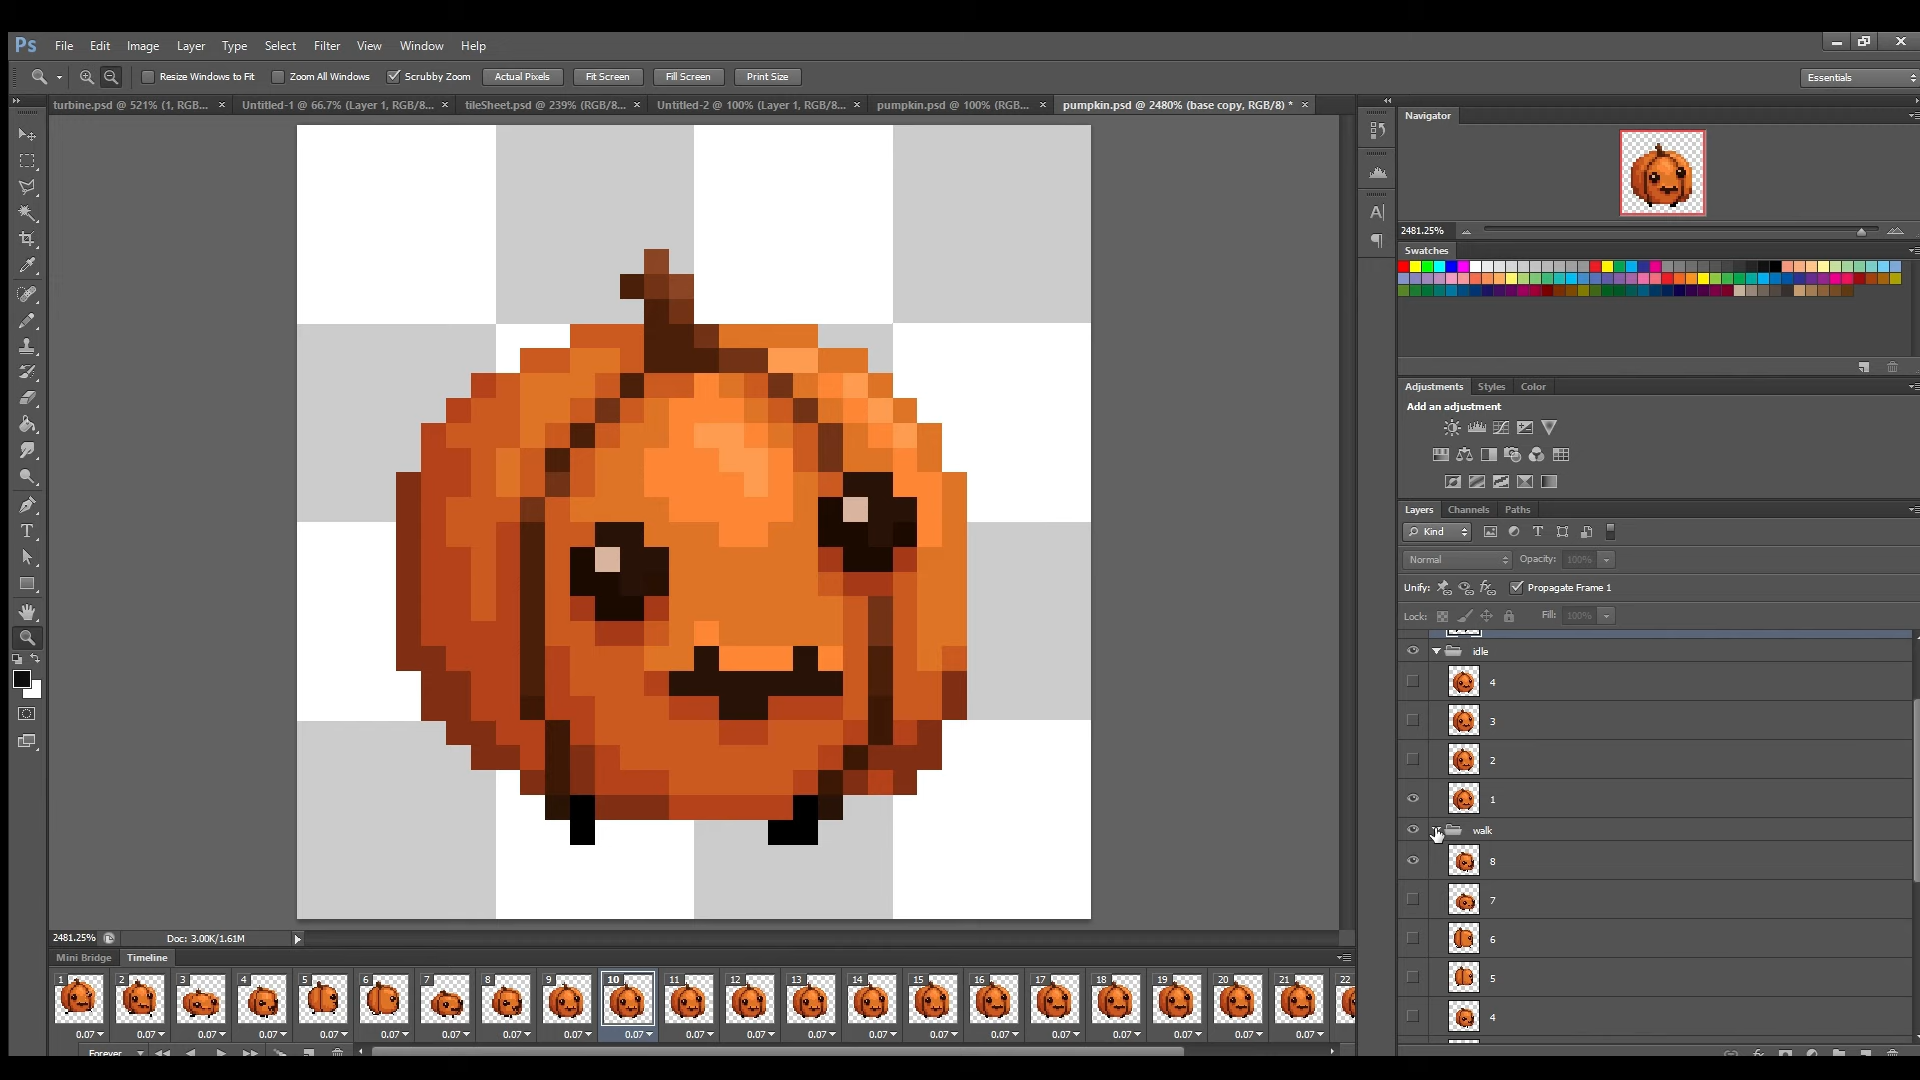 Ps File Edit Image Layer Type Select Filter View Window Help
Resize Windows to Fit Zoom All Windows Scrubby Zoom Actual Pixels Fit Screen Fill Screen Print Size Essentials
turbine.psd @ 521% (1, RGB... × Untitled-1 @ 66.7% (Layer 1, RGB/8... × tileSheet.psd @ 239% (RGB/8... × Untitled-2 @ 100% (Layer 1, RGB/8... × pumpkin.psd @ 100% (RGB... × pumpkin.psd @ 2480% (base copy, RGB/8) * ×
Navigator
2481.25%
Swatches
Adjustments Styles Color
Add an adjustment
Layers Channels Paths
Kind
Normal Opacity: 100%
Unify: Propagate Frame 1
Lock: Fill: 100%
idle
4
3
2
1
walk
8
7
6
5
4
2481.25% Doc: 3.00K/1.61M
Mini Bridge Timeline
1 2 3 4 5 6 7 8 9 10 11 12 13 14 15 16 17 18 19 20 21 22
0.07 0.07 0.07 0.07 0.07 0.07 0.07 0.07 0.07 0.07 0.07 0.07 0.07 0.07 0.07 0.07 0.07 0.07 0.07 0.07 0.07
Forever